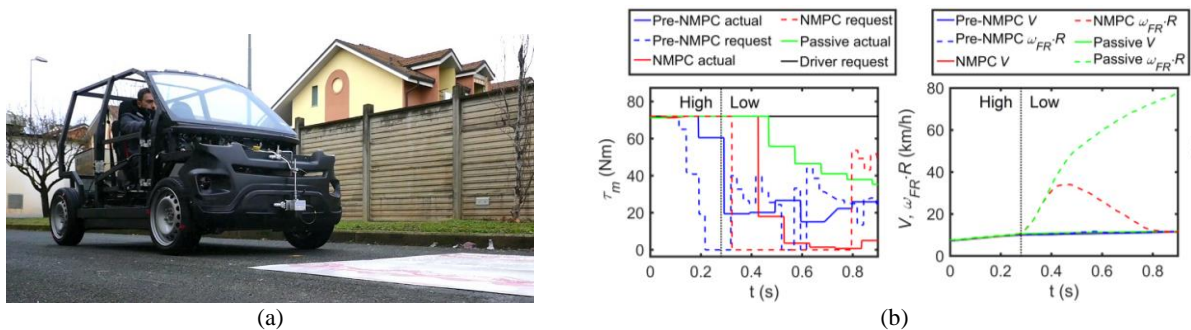 Pre-NMPC actual
Pre-NMPC request
NMPC actual
NMPC request
Passive actual
Driver request
Pre-NMPC V
Pre-NMPC ω_FR·R
NMPC V
NMPC ω_FR·R
Passive V
Passive ω_FR·R
High Low
80
60
40
20
0
τ_m (Nm)
0 0.2 0.4 0.6 0.8
t (s)
High Low
80
60
40
20
0
V, ω_FR·R (km/h)
0 0.2 0.4 0.6 0.8
t (s)
(a)
(b)